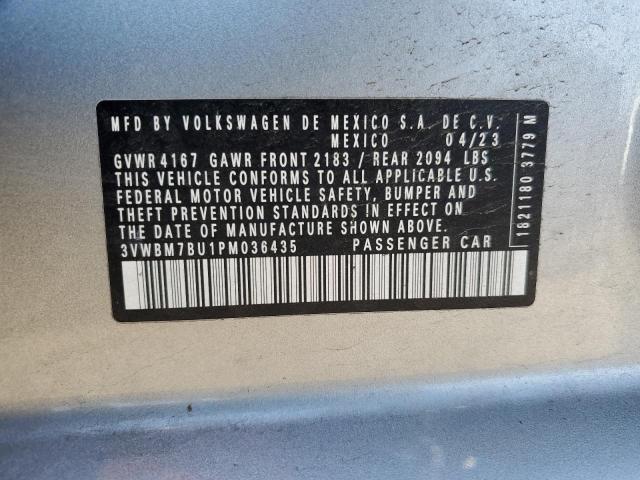 MFD BY VOLKSWAGEN DE MEXICO S.A. DE C.V.
MEXICO 04/23
GVWR 4167 GAWR FRONT 2183 / REAR 2094 LBS
THIS VEHICLE CONFORMS TO ALL APPLICABLE U.S.
FEDERAL MOTOR VEHICLE SAFETY, BUMPER AND
THEFT PREVENTION STANDARDS IN EFFECT ON
THE DATE OF MANUFACTURE SHOWN ABOVE.
3VWBM7BU1PM036435 PASSENGER CAR
1821180 3779 M